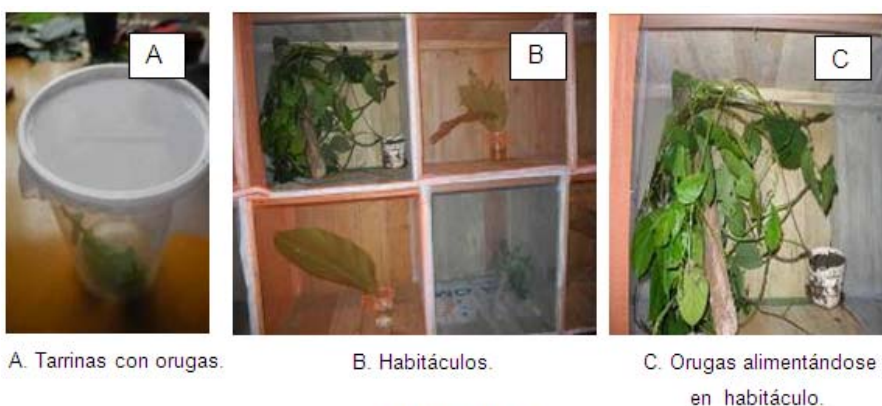 A
B
C
A. Tarrinas con orugas.
B. Habitáculos.
C. Orugas alimentándose
en habitáculo.